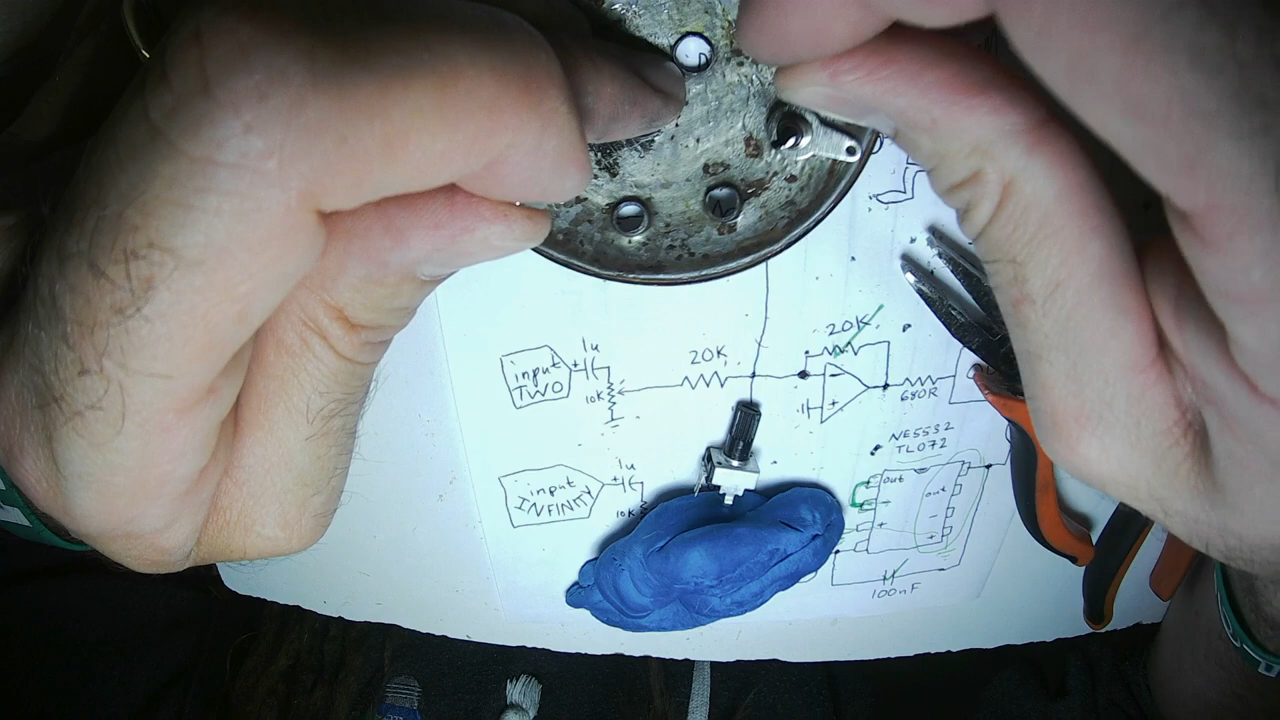 20K
1u
20K
input
TWO
10K
680R
NE5532
TL072
1u
input
INFINITY
10K
out
out
100nF